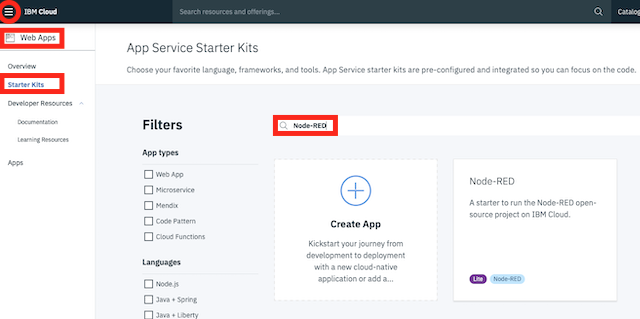 IBM Cloud
Search resources and offerings...
Catalog
Web Apps
Overview
Starter Kits
Developer Resources
Documentation
Learning Resources
Apps
App Service Starter Kits
Choose your favorite language, frameworks, and tools. App Service starter kits are pre-configured and integrated so you can focus on the code.
Filters
App types
Web App
Microservice
Mendix
Code Pattern
Cloud Functions
Languages
Node.js
Java + Spring
Java + Liberty
Node-RED
Create App
Kickstart your journey from
development to deployment
with a new cloud-native
application or add a...
Node-RED
A starter to run the Node-RED open-
source project on IBM Cloud.
Lite
Node-RED